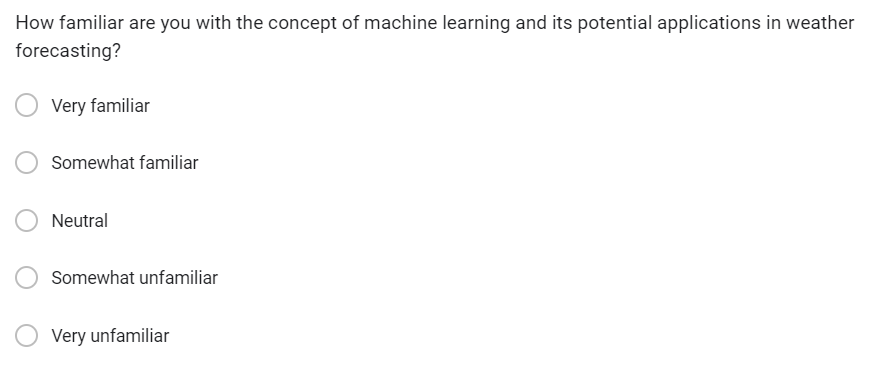 How familiar are you with the concept of machine learning and its potential applications in weather
forecasting?
Very familiar
Somewhat familiar
Neutral
Somewhat unfamiliar
Very unfamiliar